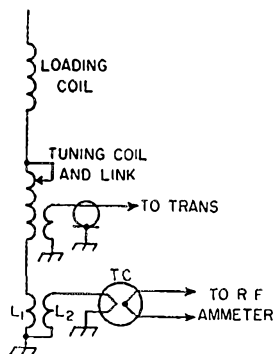 LOADING
COIL
TUNING COIL
AND LINK
TO TRANS
TC
L1
L2
TO R F
AMMETER